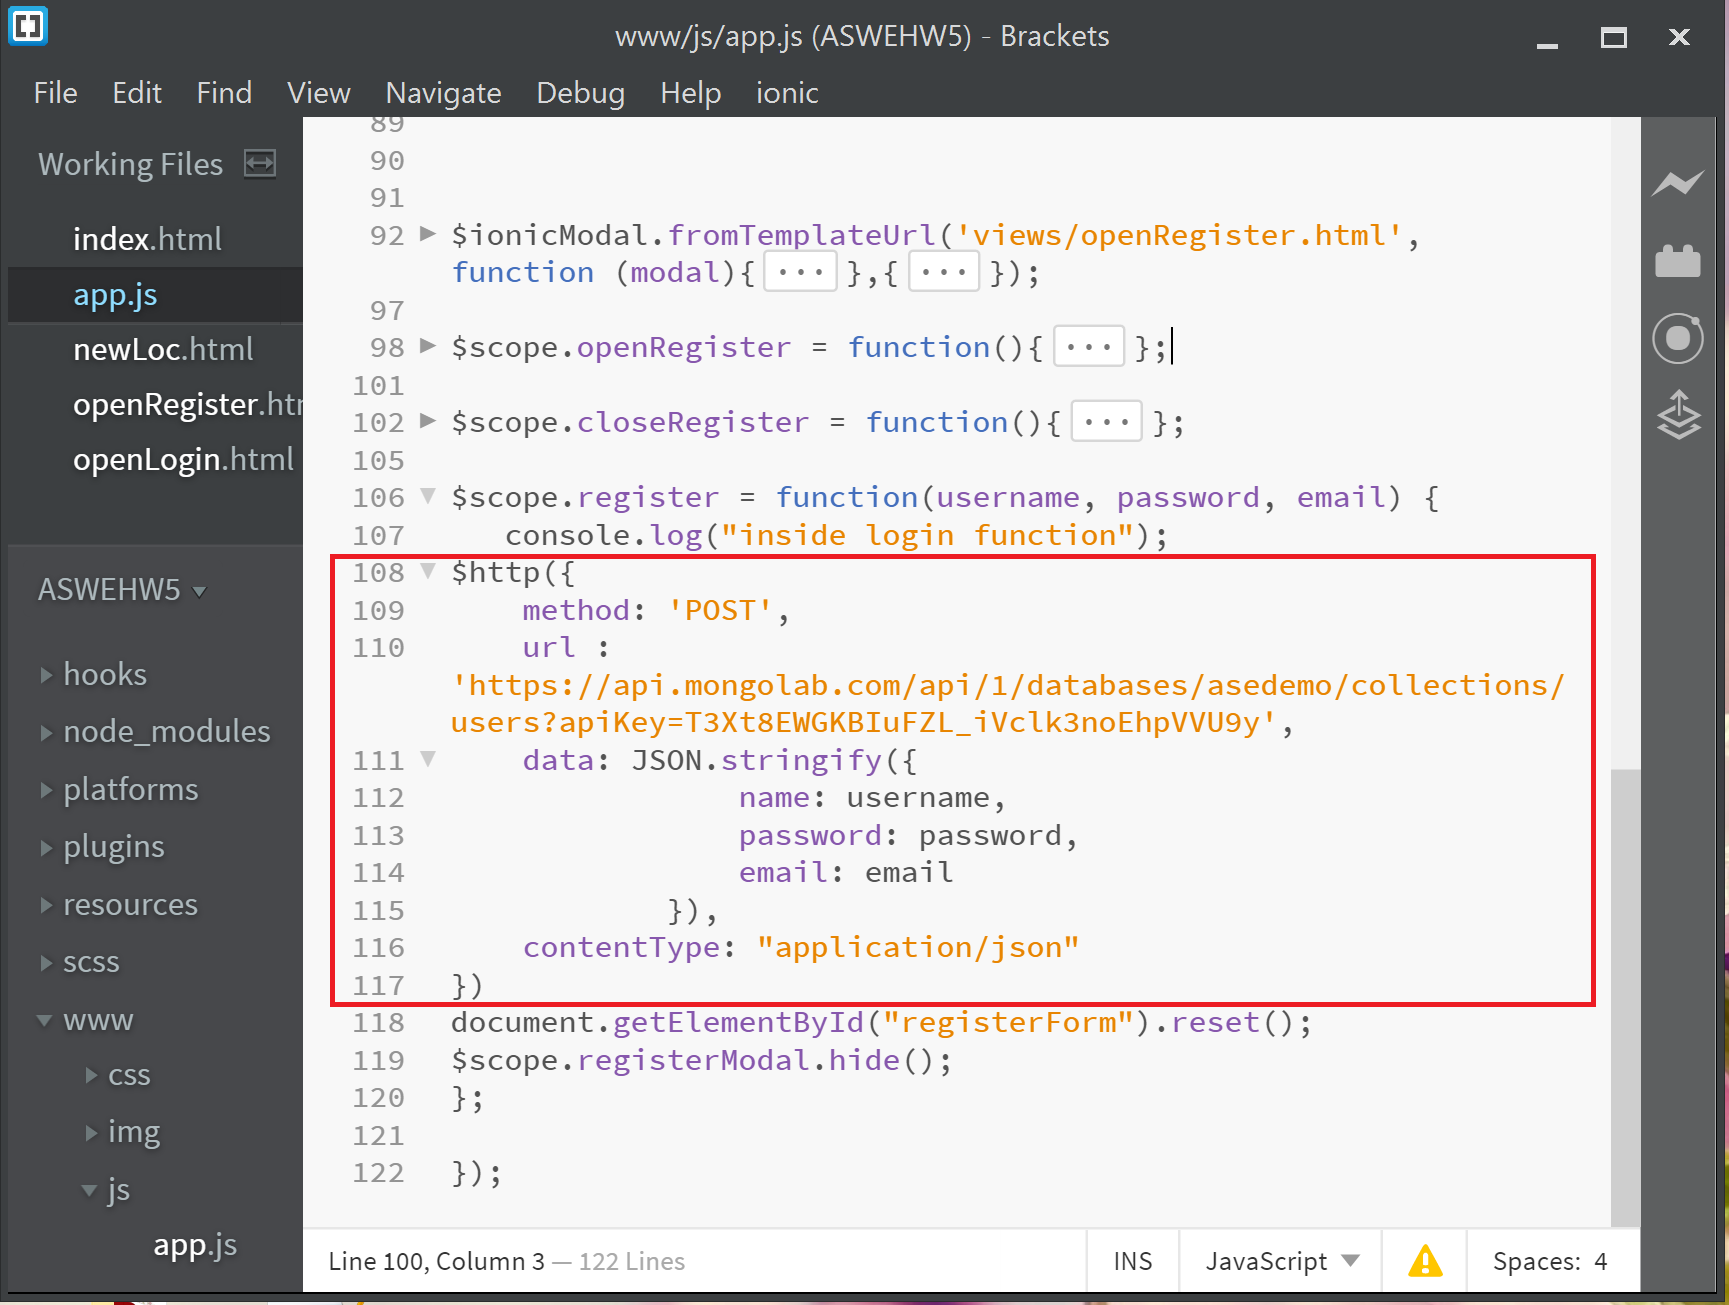 www/js/app.js (ASWEHW5) - Brackets
File Edit Find View Navigate Debug Help ionic
Working Files
index.html
app.js
newLoc.html
openRegister.htr
openLogin.html
ASWEHW5
hooks
node_modules
platforms
plugins
resources
scss
www
css
img
js
app.js
89
90
91
92 $ionicModal.fromTemplateUrl('views/openRegister.html',
function (modal){ ... },{ ... });
97
98 $scope.openRegister = function(){ ... };
101
102 $scope.closeRegister = function(){ ... };
105
106 $scope.register = function(username, password, email) {
107 console.log("inside login function");
108 $http({
109 method: 'POST',
110 url :
'https://api.mongolab.com/api/1/databases/asedemo/collections/
users?apiKey=T3Xt8EWGKBIuFZL_iVclk3noEhpVVU9y',
111 data: JSON.stringify({
112 name: username,
113 password: password,
114 email: email
115 }),
116 contentType: "application/json"
117 })
118 document.getElementById("registerForm").reset();
119 $scope.registerModal.hide();
120 };
121
122 });
Line 100, Column 3 — 122 Lines
INS
JavaScript
Spaces: 4